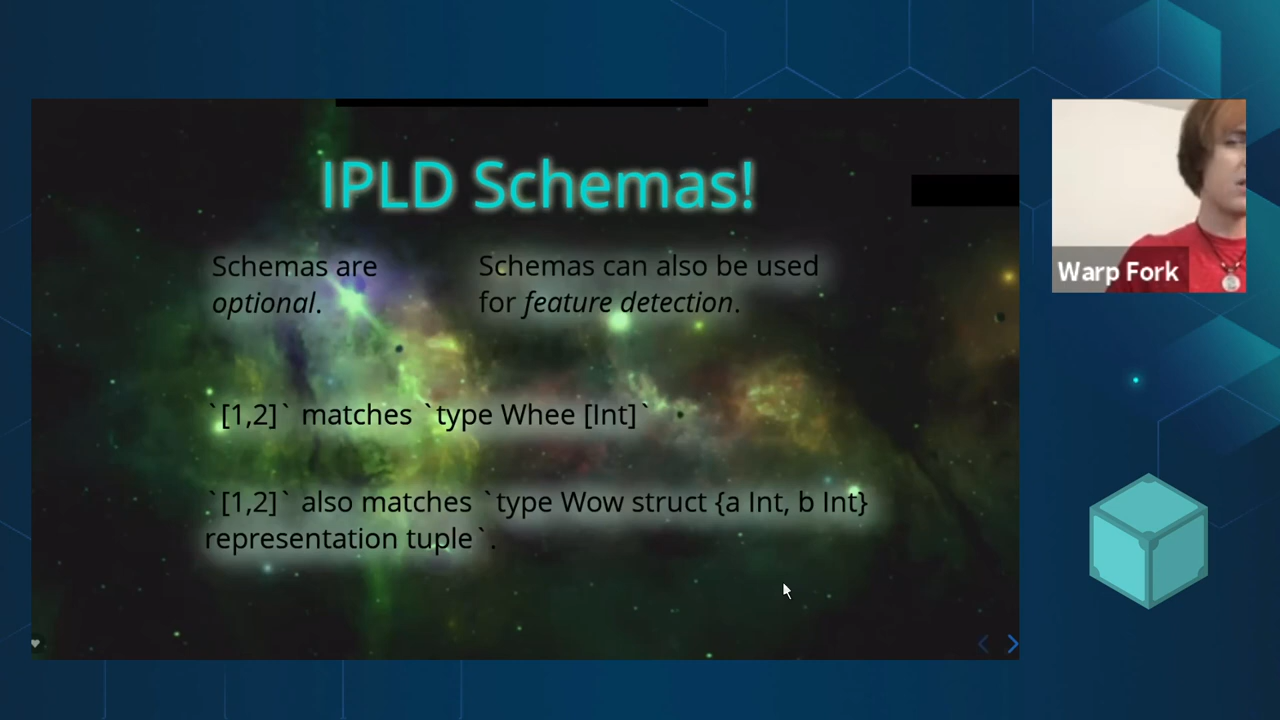 IPLD Schemas!
Schemas are
optional.
Schemas can also be used
for feature detection.
`[1,2]` matches `type Whee [Int]`
`[1,2]` also matches `type Wow struct {a Int, b Int}
representation tuple`.
Warp Fork